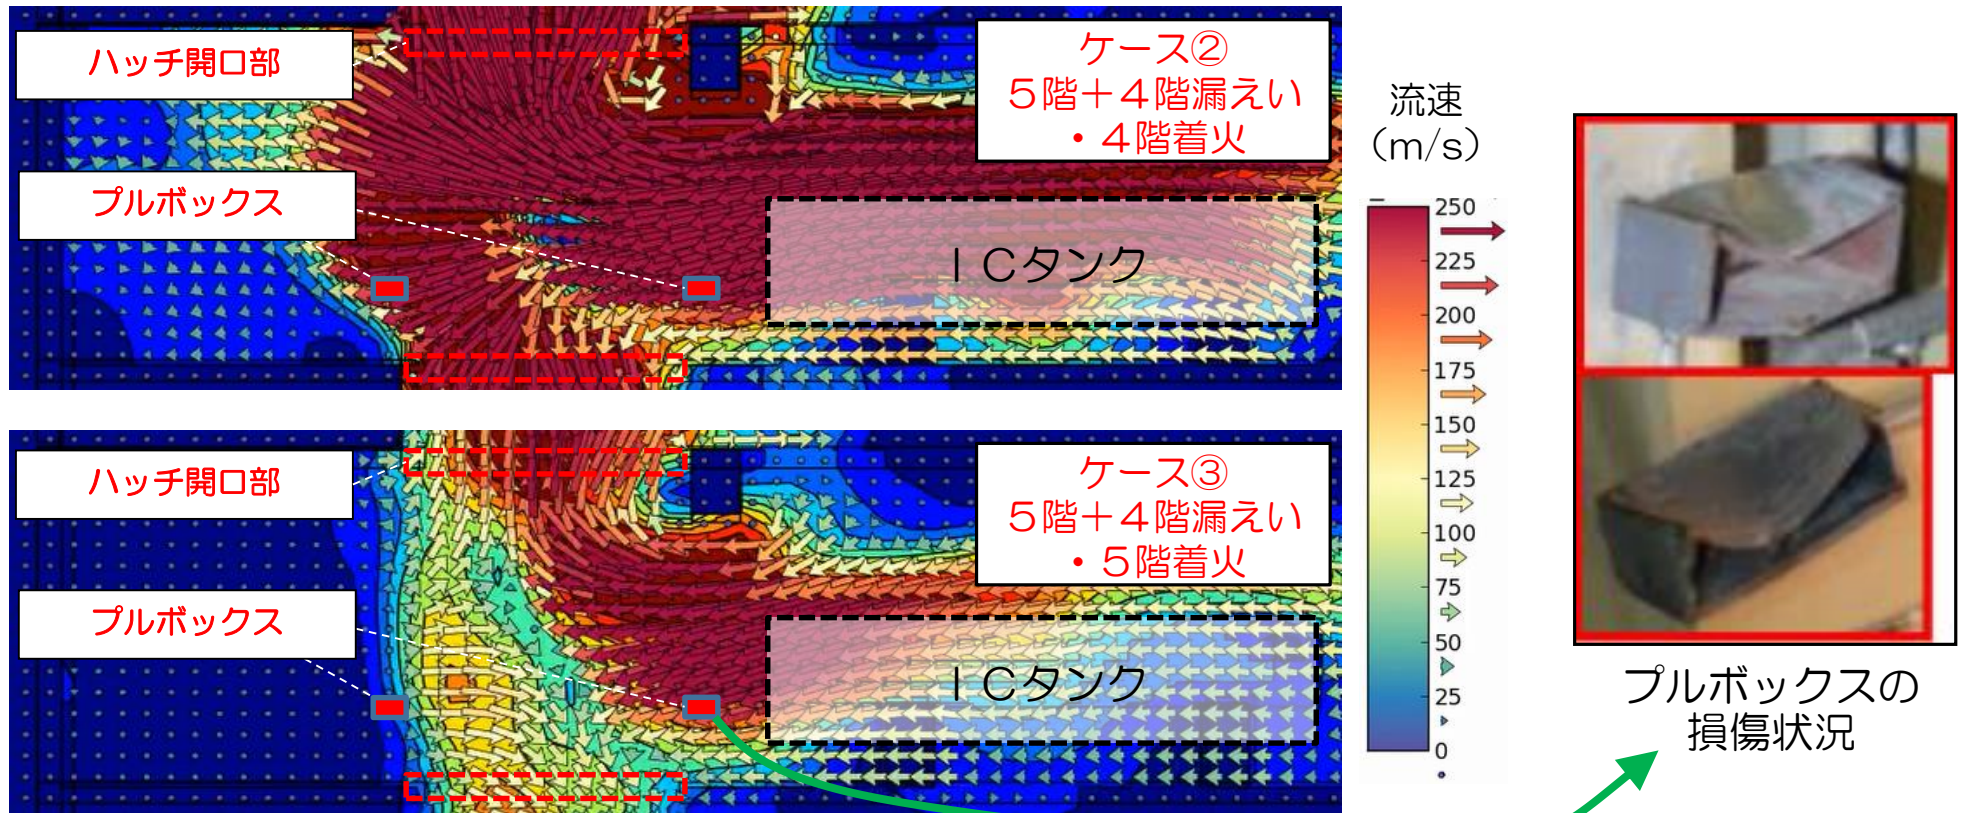 ハッチ開口部
プルボックス
ケース②
5階+4階漏えい
・4階着火
ICタンク
ハッチ開口部
プルボックス
ケース③
5階+4階漏えい
・5階着火
ICタンク
流速
(m/s)
250
225
200
175
150
125
100
75
50
25
0
プルボックスの
損傷状況